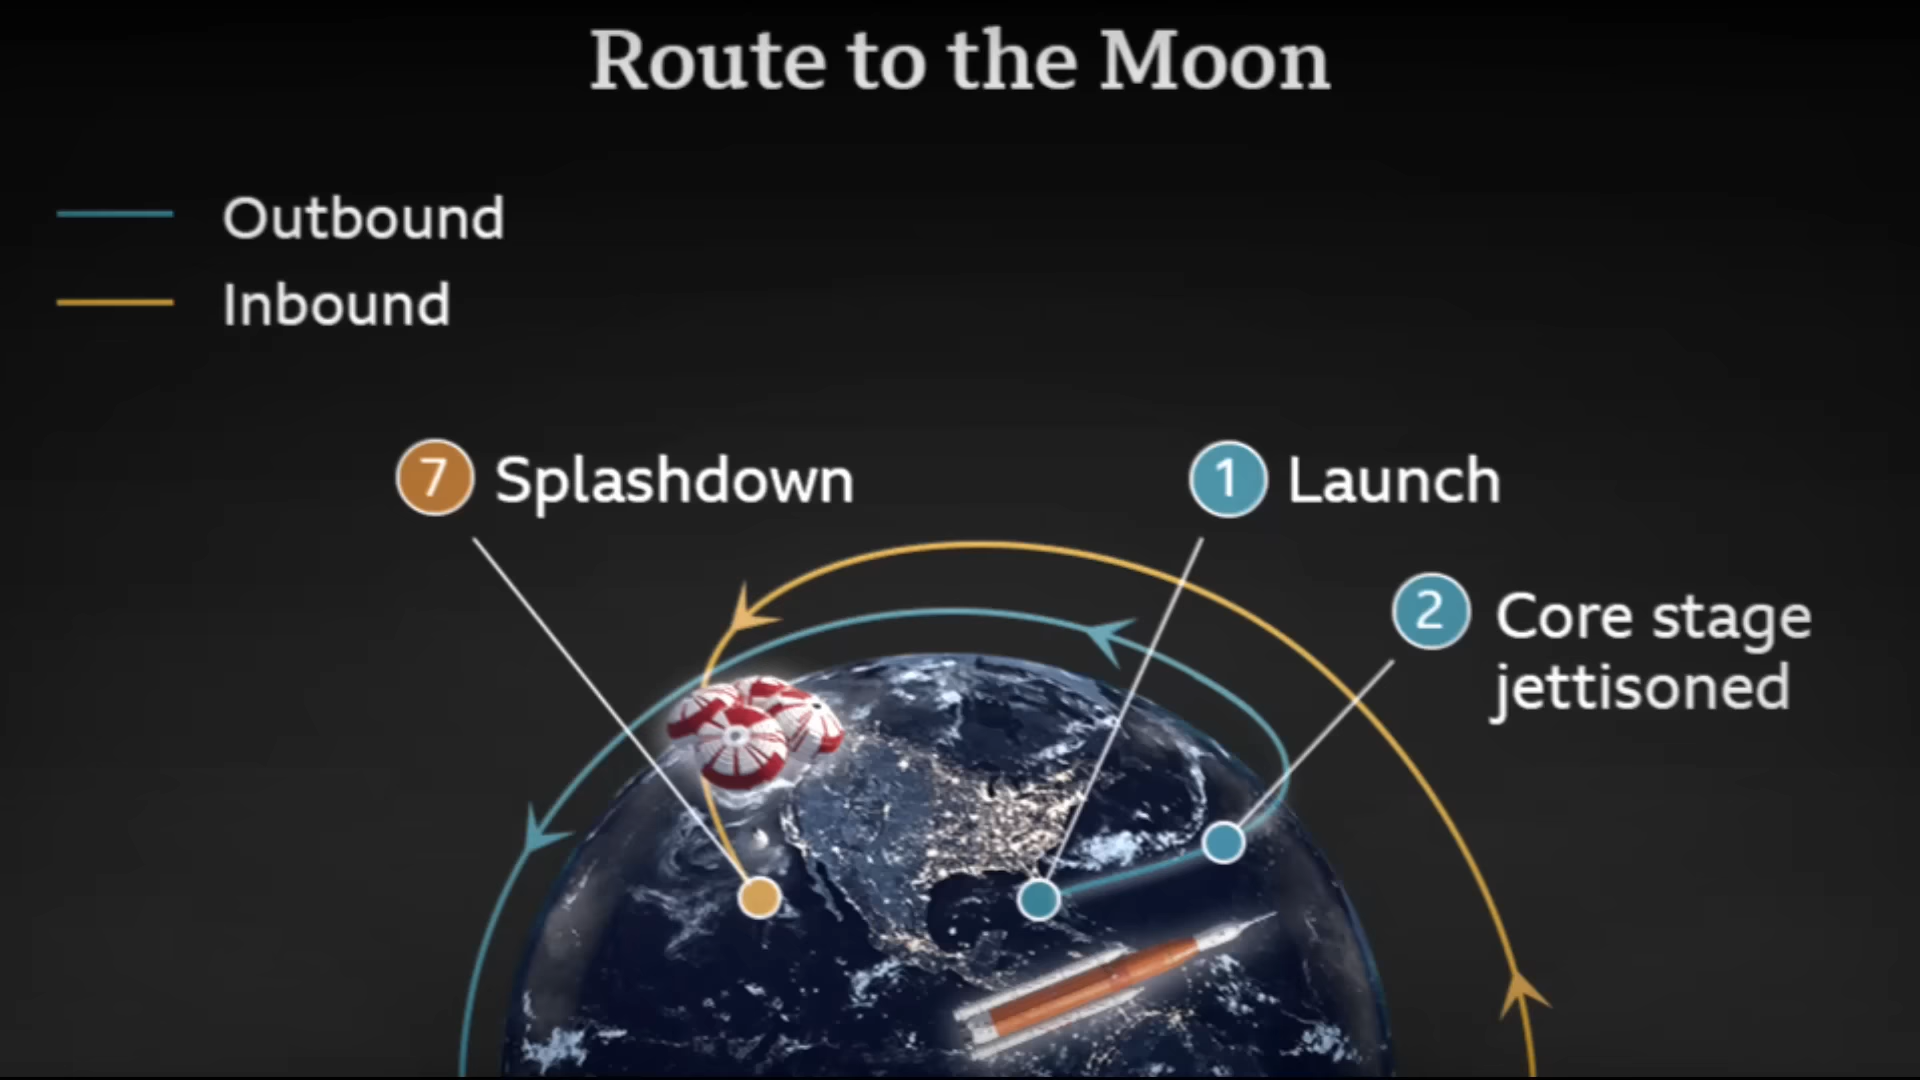 Route to the Moon
Outbound
Inbound
7 Splashdown
1 Launch
2 Core stage
jettisoned